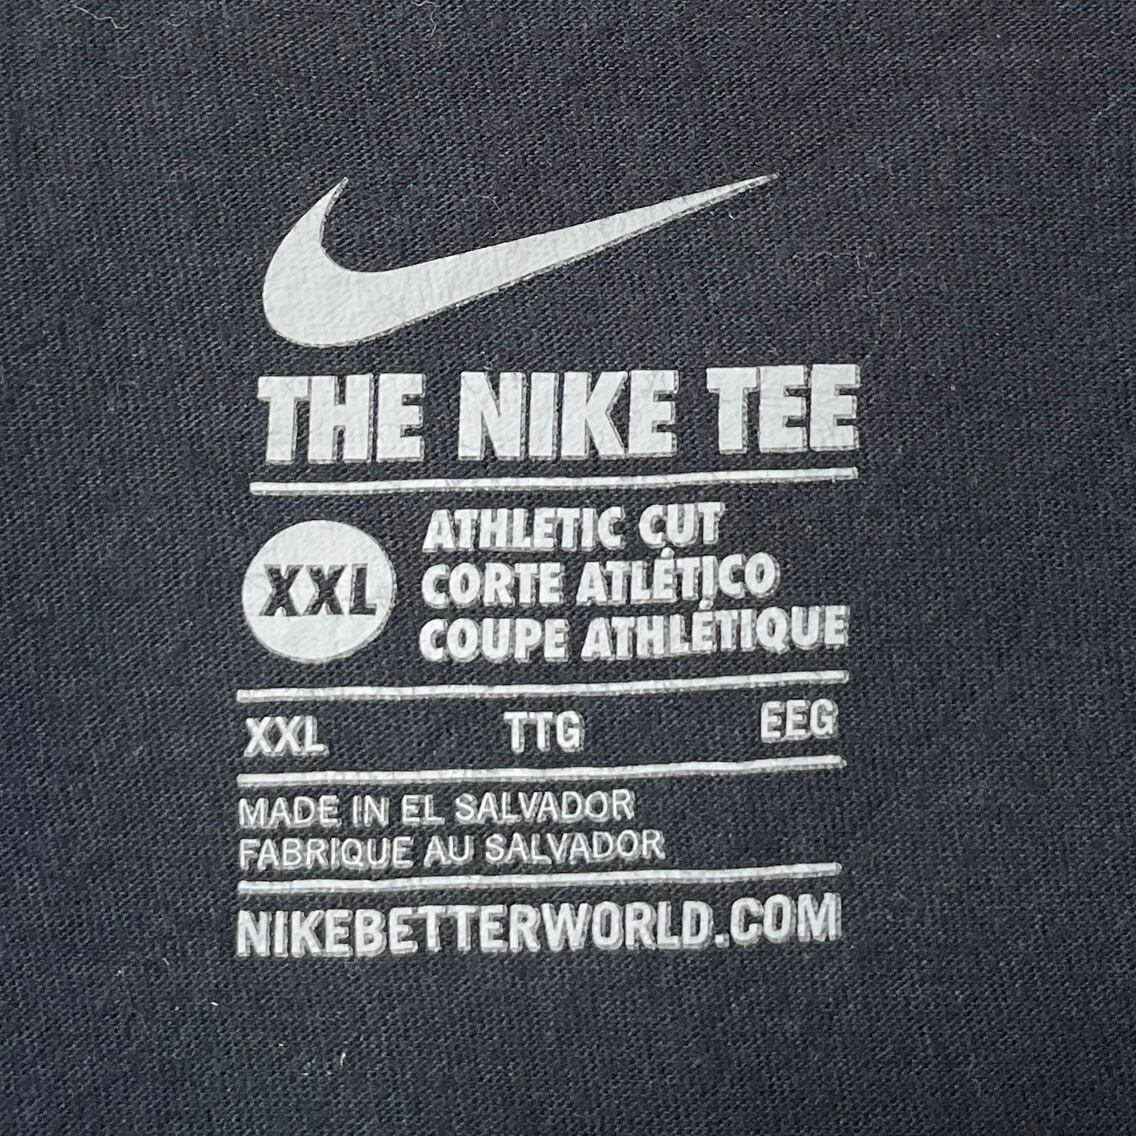 THE NIKE TEE
XXL
ATHLETIC CUT
CORTE ATLÉTICO
COUPE ATHLÉTIQUE
XXL TTG EEG
MADE IN EL SALVADOR
FABRIQUE AU SALVADOR
NIKEBETTERWORLD.COM